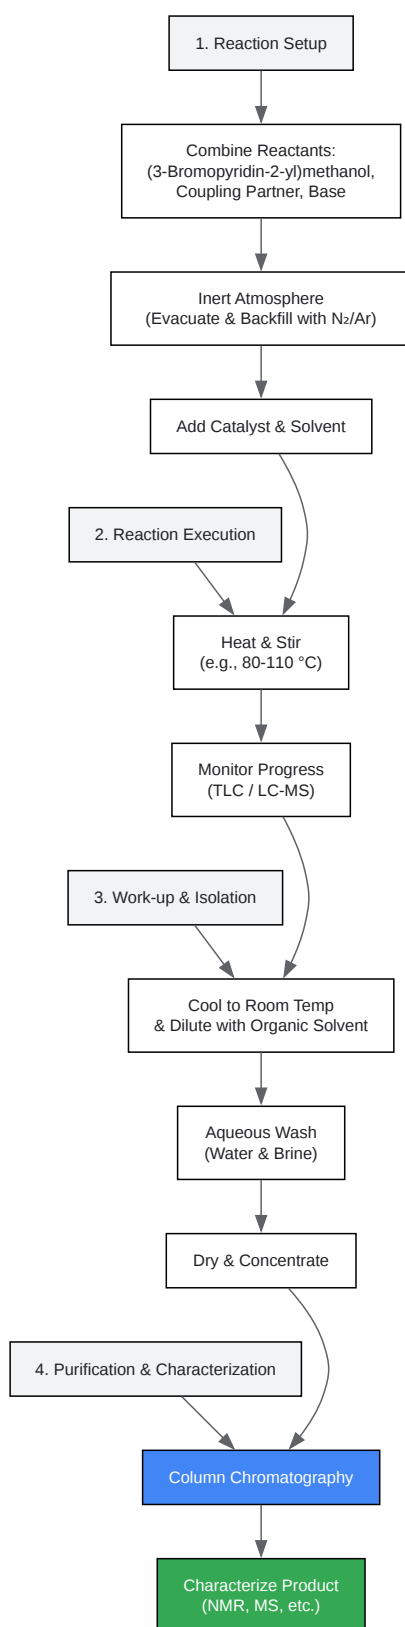 1. Reaction Setup
Combine Reactants:
(3-Bromopyridin-2-yl)methanol,
Coupling Partner, Base
Inert Atmosphere
(Evacuate & Backfill with N₂/Ar)
Add Catalyst & Solvent
2. Reaction Execution
Heat & Stir
(e.g., 80-110 °C)
Monitor Progress
(TLC / LC-MS)
3. Work-up & Isolation
Cool to Room Temp
& Dilute with Organic Solvent
Aqueous Wash
(Water & Brine)
Dry & Concentrate
4. Purification & Characterization
Column Chromatography
Characterize Product
(NMR, MS, etc.)